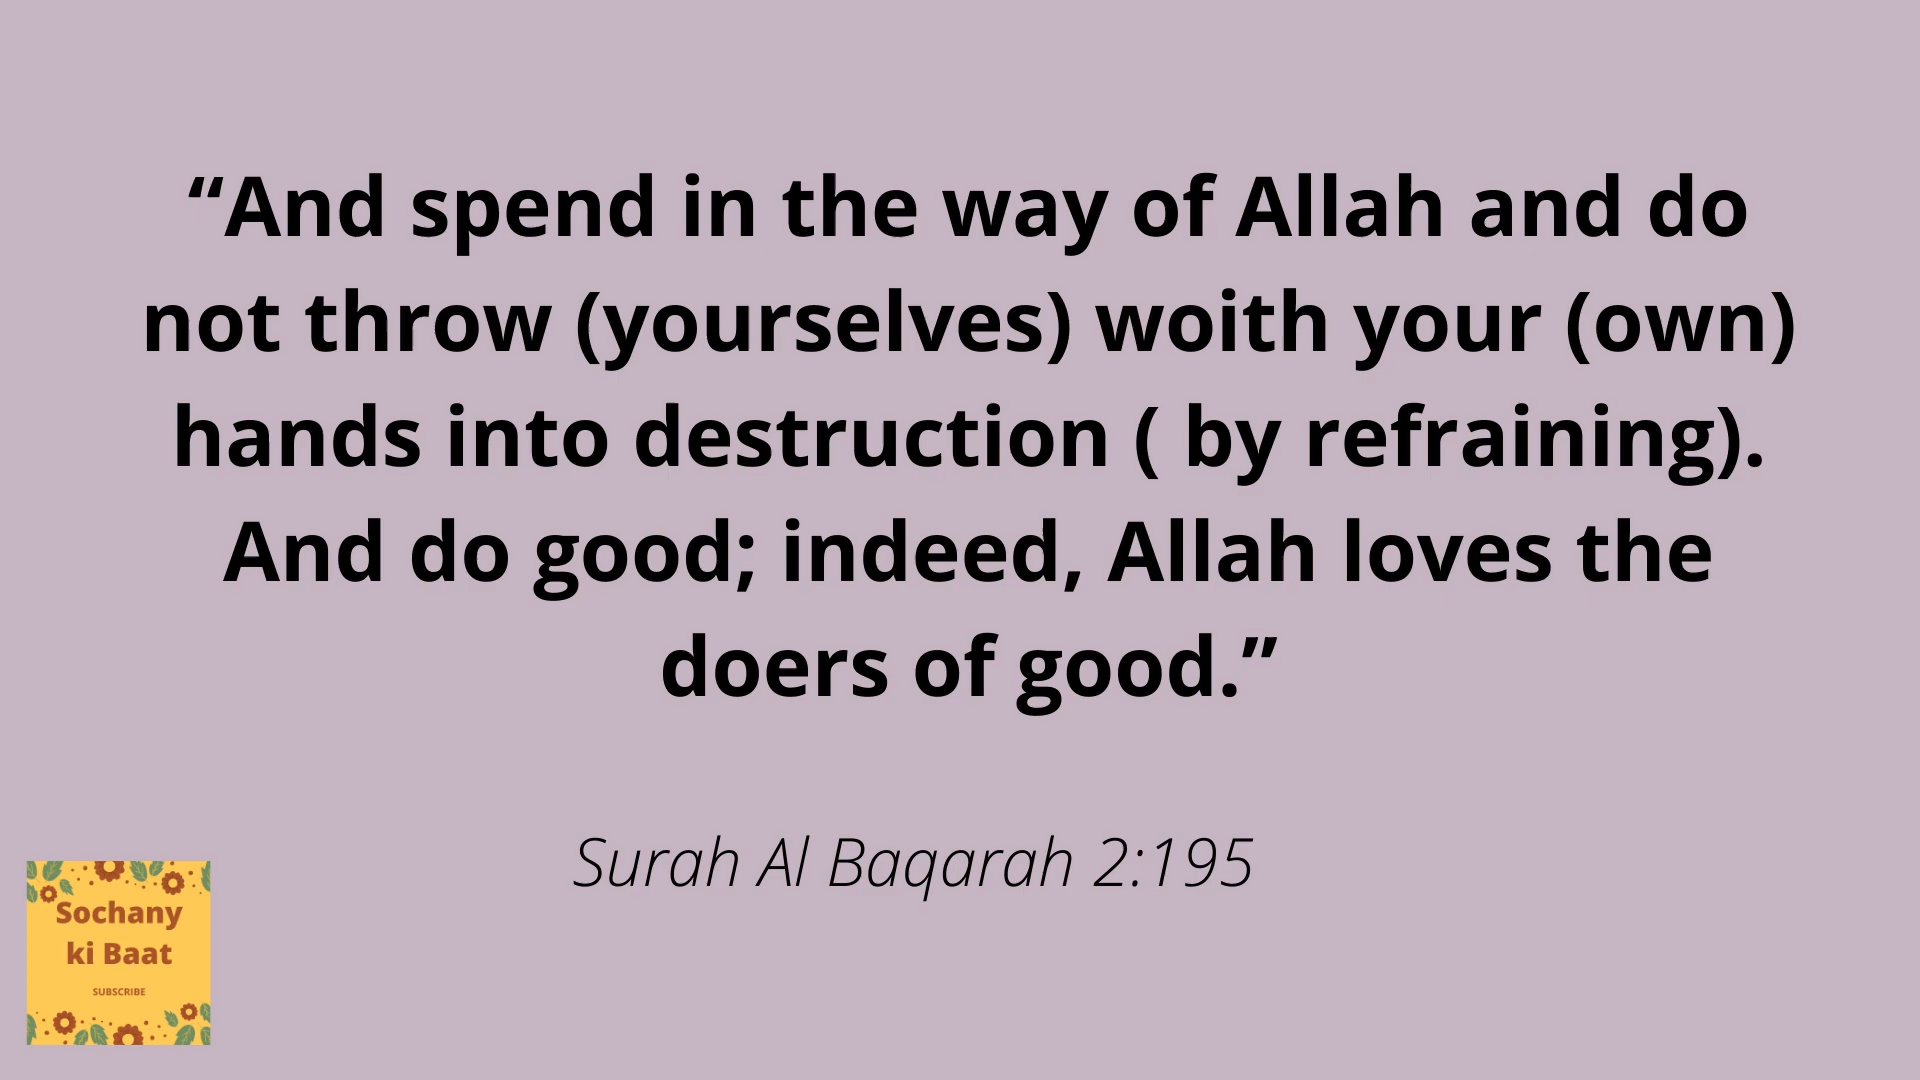 “And spend in the way of Allah and do
not throw (yourselves) woith your (own)
hands into destruction ( by refraining).
And do good; indeed, Allah loves the
doers of good.”
Surah Al Baqarah 2:195
Sochany
ki Baat
SUBSCRIBE